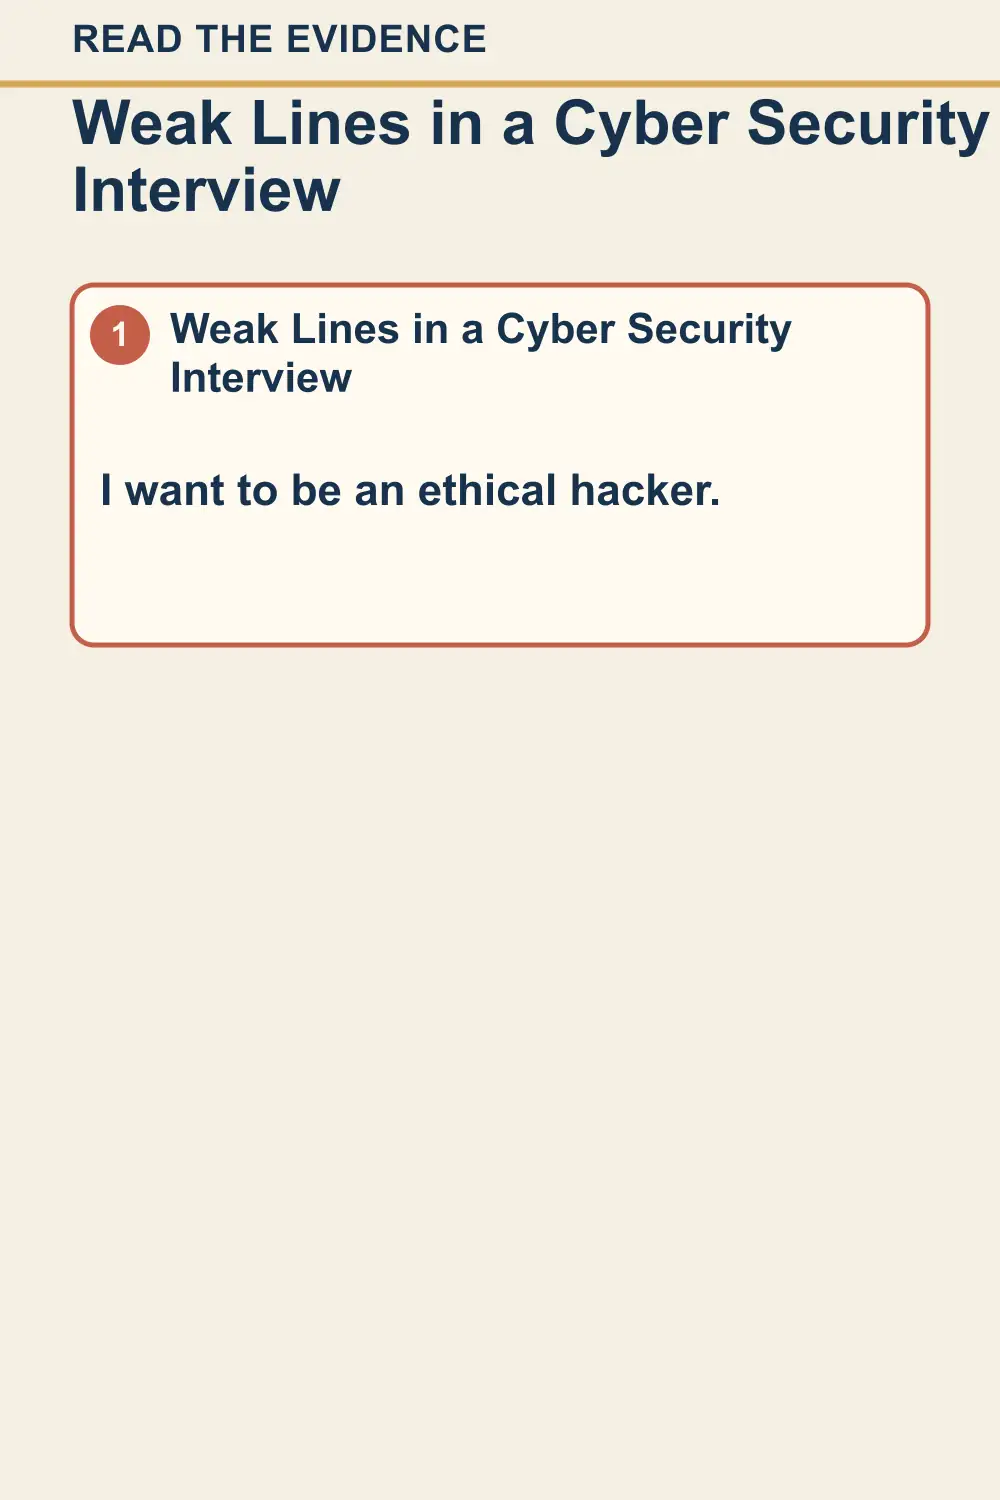 READ THE EVIDENCE
Weak Lines in a Cyber Security
Interview
1
Weak Lines in a Cyber Security
Interview
I want to be an ethical hacker.